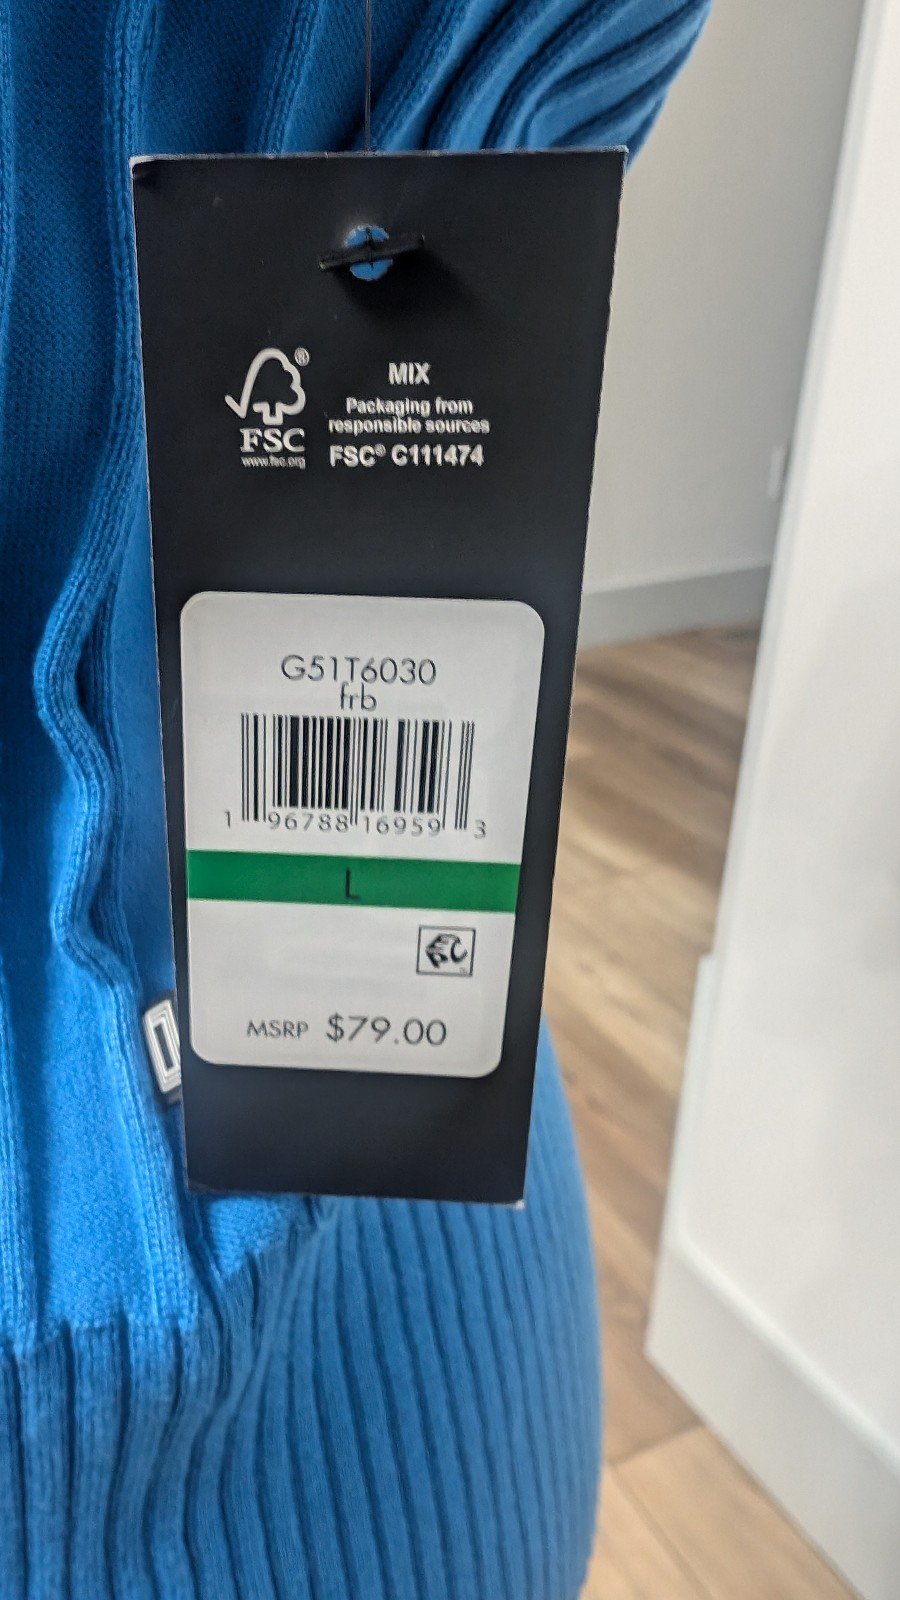 FSC
www.fsc.org
®
MIX
Packaging from
responsible sources
FSC® C111474
G51T6030
frb
1 96788 16959 3
L
MSRP $79.00